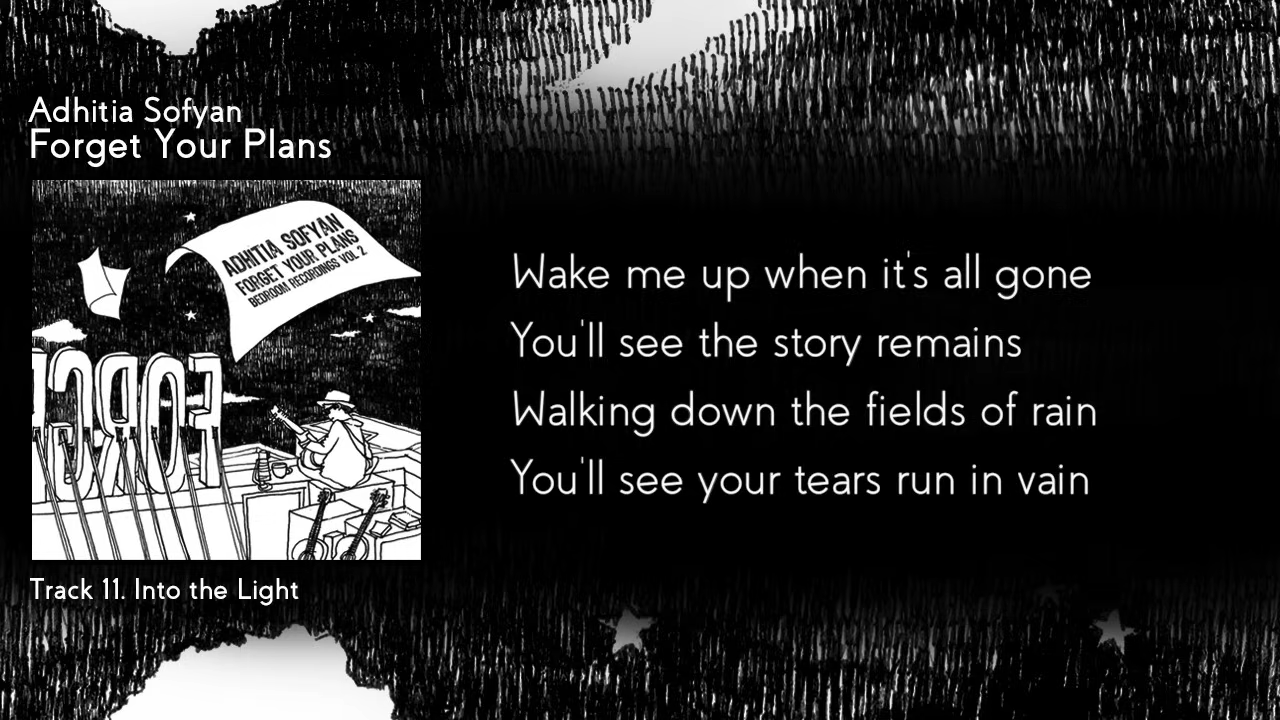 Adhitia Sofyan
Forget Your Plans
ADHITIA SOFYAN
FORGET YOUR PLANS
BEDROOM RECORDINGS VOL 2
FORG
Track 11. Into the Light
Wake me up when it's all gone
You'll see the story remains
Walking down the fields of rain
You'll see your tears run in vain